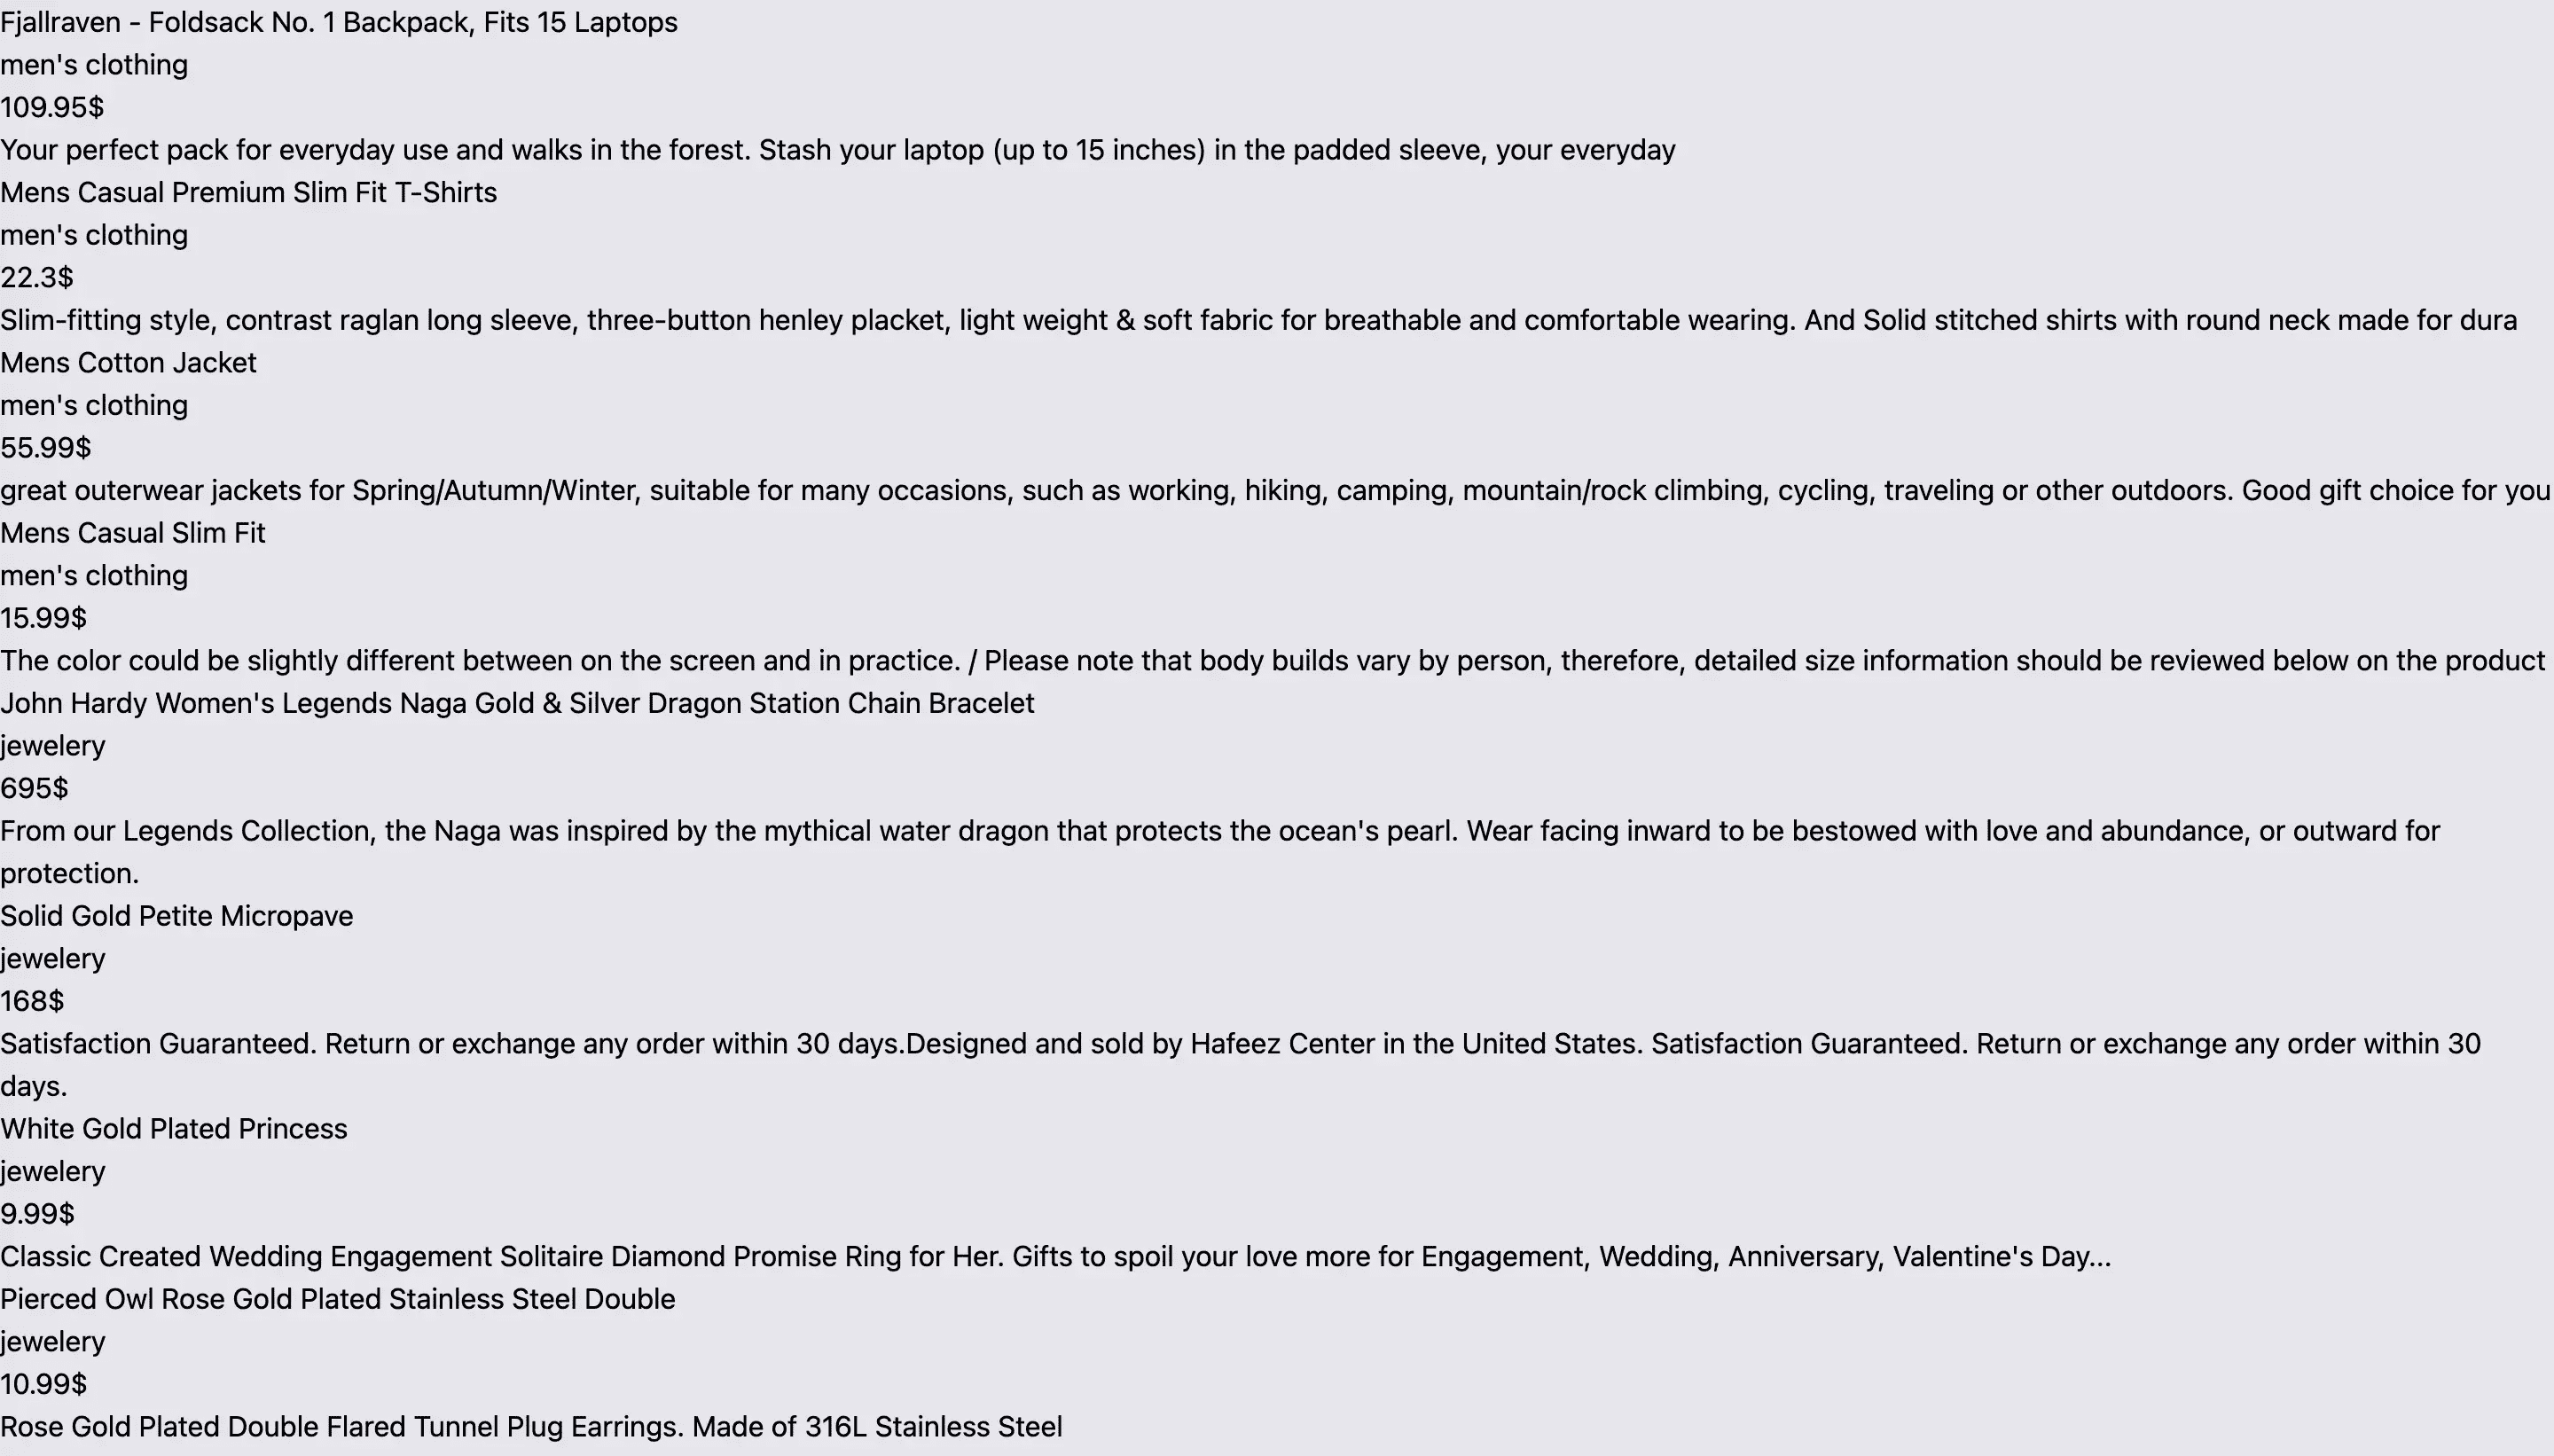 Fjallraven - Foldsack No. 1 Backpack, Fits 15 Laptops
men's clothing
109.95$
Your perfect pack for everyday use and walks in the forest. Stash your laptop (up to 15 inches) in the padded sleeve, your everyday
Mens Casual Premium Slim Fit T-Shirts
men's clothing
22.3$
Slim-fitting style, contrast raglan long sleeve, three-button henley placket, light weight & soft fabric for breathable and comfortable wearing. And Solid stitched shirts with round neck made for dura
Mens Cotton Jacket
men's clothing
55.99$
great outerwear jackets for Spring/Autumn/Winter, suitable for many occasions, such as working, hiking, camping, mountain/rock climbing, cycling, traveling or other outdoors. Good gift choice for you
Mens Casual Slim Fit
men's clothing
15.99$
The color could be slightly different between on the screen and in practice. / Please note that body builds vary by person, therefore, detailed size information should be reviewed below on the product
John Hardy Women's Legends Naga Gold & Silver Dragon Station Chain Bracelet
jewelery
695$
From our Legends Collection, the Naga was inspired by the mythical water dragon that protects the ocean's pearl. Wear facing inward to be bestowed with love and abundance, or outward for
protection.
Solid Gold Petite Micropave
jewelery
168$
Satisfaction Guaranteed. Return or exchange any order within 30 days.Designed and sold by Hafeez Center in the United States. Satisfaction Guaranteed. Return or exchange any order within 30
days.
White Gold Plated Princess
jewelery
9.99$
Classic Created Wedding Engagement Solitaire Diamond Promise Ring for Her. Gifts to spoil your love more for Engagement, Wedding, Anniversary, Valentine's Day...
Pierced Owl Rose Gold Plated Stainless Steel Double
jewelery
10.99$
Rose Gold Plated Double Flared Tunnel Plug Earrings. Made of 316L Stainless Steel